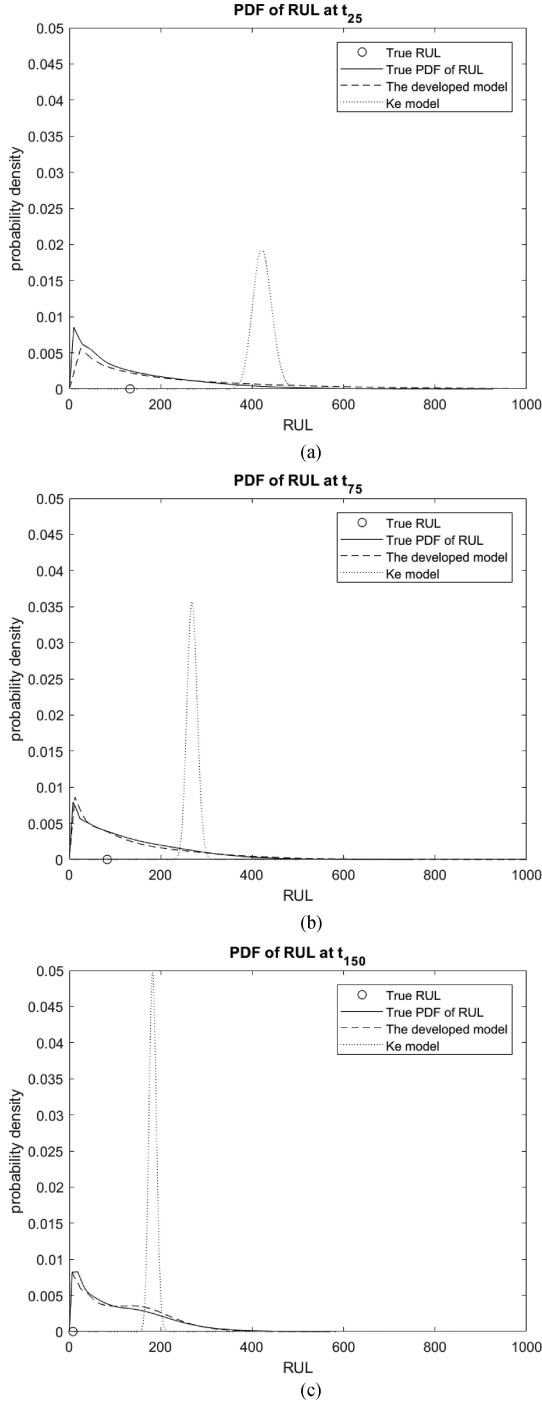 PDF of RUL at t25
0.05
0.045
0.04
0.035
0.03
0.025
0.02
0.015
0.01
0.005
0
probability density
True RUL
True PDF of RUL
The developed model
Ke model
0 200 400 600 800 1000
RUL
(a)
PDF of RUL at t75
0.05
0.045
0.04
0.035
0.03
0.025
0.02
0.015
0.01
0.005
0
probability density
True RUL
True PDF of RUL
The developed model
Ke model
0 200 400 600 800 1000
RUL
(b)
PDF of RUL at t150
0.05
0.045
0.04
0.035
0.03
0.025
0.02
0.015
0.01
0.005
0
probability density
True RUL
True PDF of RUL
The developed model
Ke model
0 200 400 600 800 1000
RUL
(c)